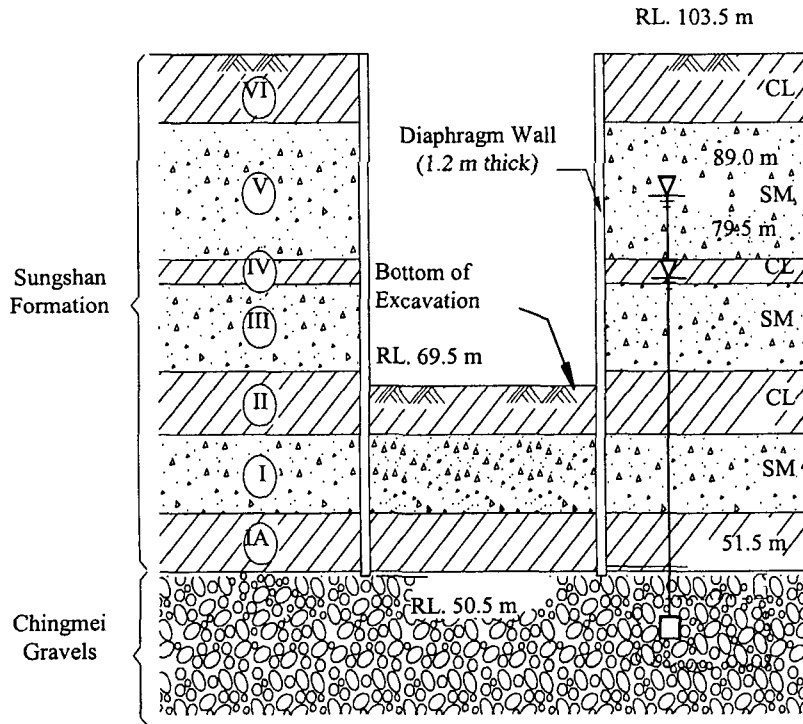 RL. 103.5 m
VI
CL
Diaphragm Wall
(1.2 m thick)
89.0 m
V
SM
79.5 m
Sungshan
Formation
IV
CL
Bottom of
Excavation
III
SM
RL. 69.5 m
II
CL
I
SM
IA
51.5 m
RL. 50.5 m
Chingmei
Gravels